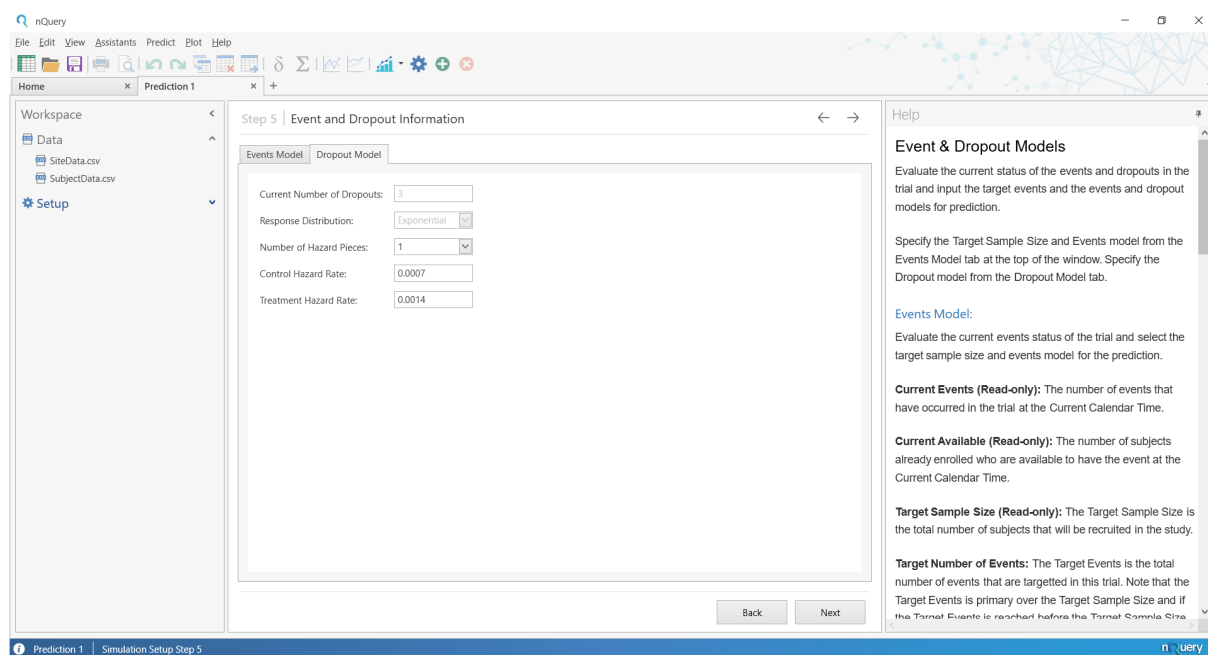 nQuery
File Edit View Assistants Predict Plot Help
Home × Prediction 1 × +
Workspace
Data
SiteData.csv
SubjectData.csv
Setup
Step 5 | Event and Dropout Information
Events Model Dropout Model
Current Number of Dropouts: 3
Response Distribution: Exponential
Number of Hazard Pieces: 1
Control Hazard Rate: 0.0007
Treatment Hazard Rate: 0.0014
Back Next
Help
Event & Dropout Models
Evaluate the current status of the events and dropouts in the
trial and input the target events and the events and dropout
models for prediction.
Specify the Target Sample Size and Events model from the
Events Model tab at the top of the window. Specify the
Dropout model from the Dropout Model tab.
Events Model:
Evaluate the current events status of the trial and select the
target sample size and events model for the prediction.
Current Events (Read-only): The number of events that
have occurred in the trial at the Current Calendar Time.
Current Available (Read-only): The number of subjects
already enrolled who are available to have the event at the
Current Calendar Time.
Target Sample Size (Read-only): The Target Sample Size is
the total number of subjects that will be recruited in the study.
Target Number of Events: The Target Events is the total
number of events that are targetted in this trial. Note that the
Target Events is primary over the Target Sample Size and if
the Target Events is reached before the Target Sample Size
Prediction 1 | Simulation Setup Step 5
nQuery